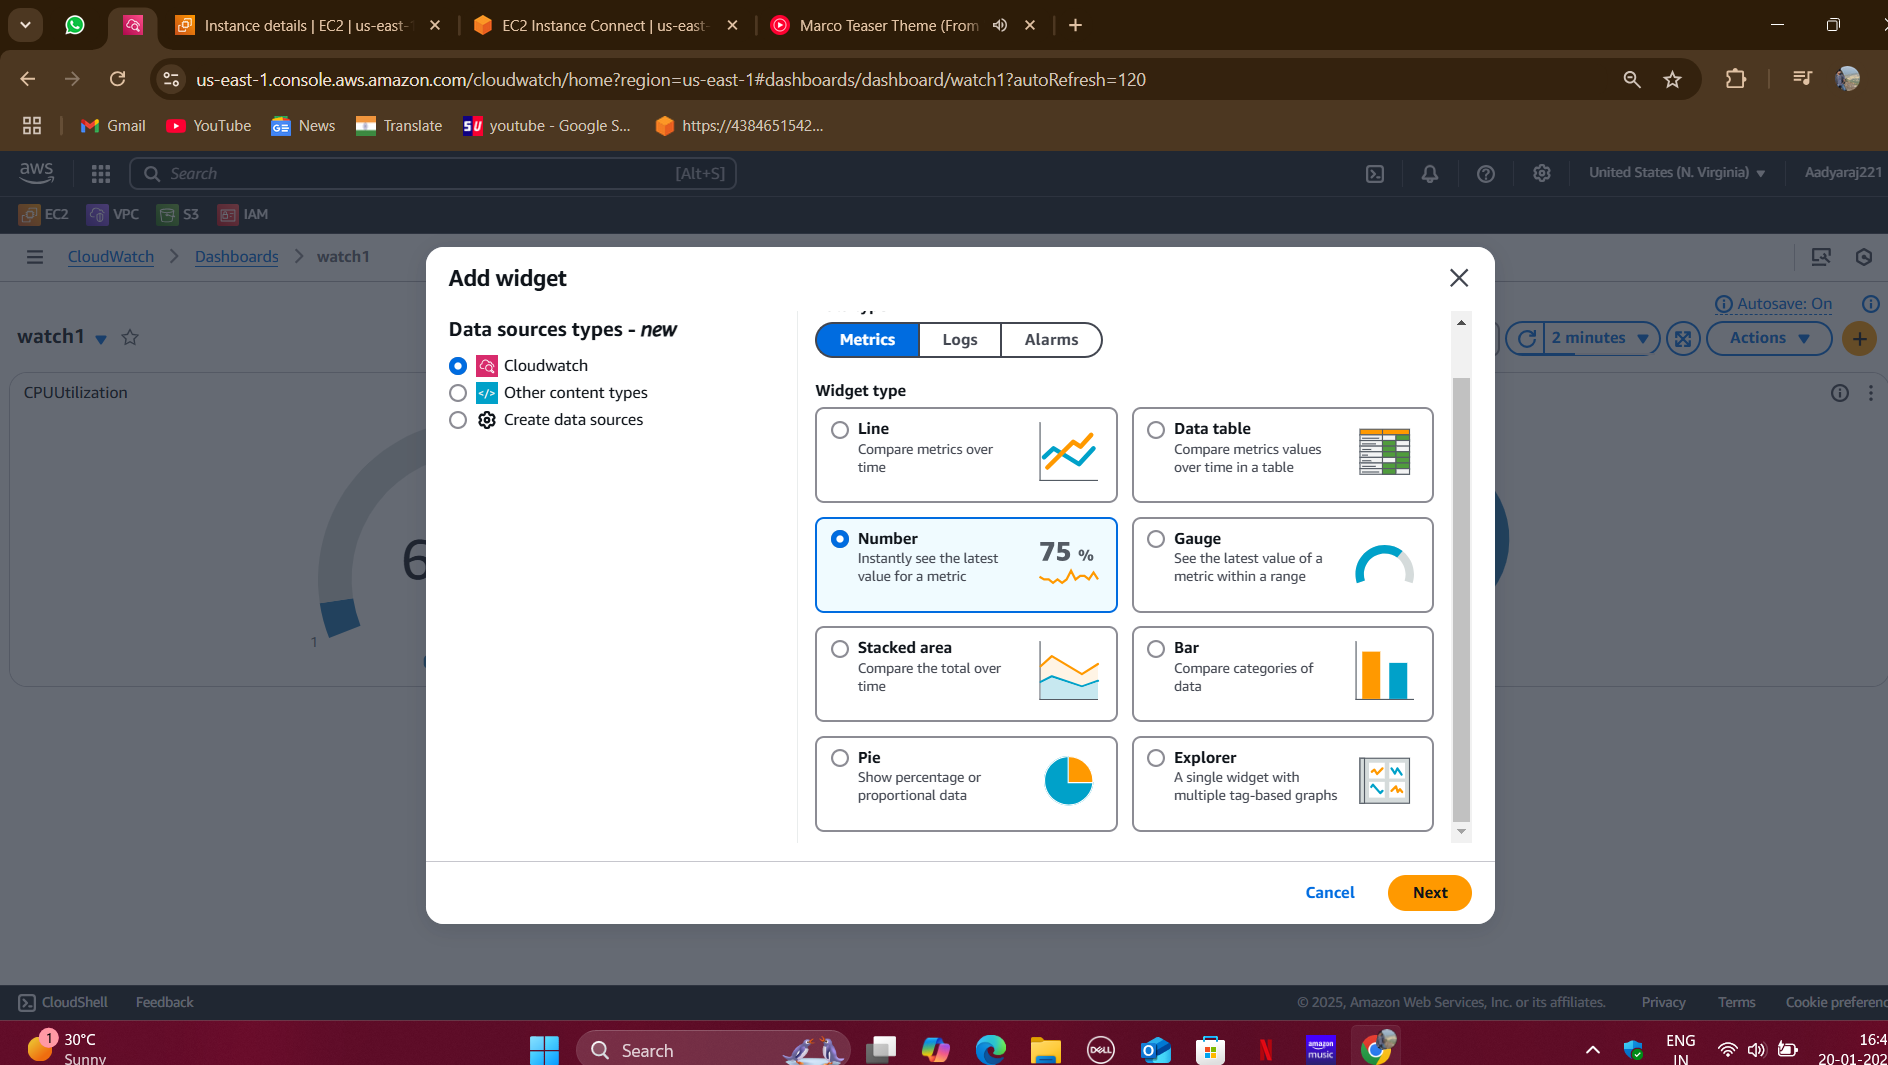 Instance details | EC2 | us-east-1
EC2 Instance Connect | us-east-
Marco Teaser Theme (From
us-east-1.console.aws.amazon.com/cloudwatch/home?region=us-east-1#dashboards/dashboard/watch1?autoRefresh=120
Gmail
YouTube
News
Translate
SU
youtube - Google S...
https://4384651542...
aws
Search
[Alt+S]
United States (N. Virginia)
Aadyaraj221
EC2
VPC
S3
IAM
CloudWatch
Dashboards
watch1
Autosave: On
watch1
2 minutes
Actions
CPUUtilization
6
1
Add widget
Data sources types - new
Cloudwatch
Other content types
Create data sources
Metrics
Logs
Alarms
Widget type
Line
Compare metrics over
time
Data table
Compare metrics values
over time in a table
Number
Instantly see the latest
value for a metric
75 %
Gauge
See the latest value of a
metric within a range
Stacked area
Compare the total over
time
Bar
Compare categories of
data
Pie
Show percentage or
proportional data
Explorer
A single widget with
multiple tag-based graphs
Cancel
Next
CloudShell
Feedback
© 2025, Amazon Web Services, Inc. or its affiliates.
Privacy
Terms
Cookie preferenc
1
30°C
Sunny
Search
DELL
amazon
music
ENG
IN
16:4
20-01-202